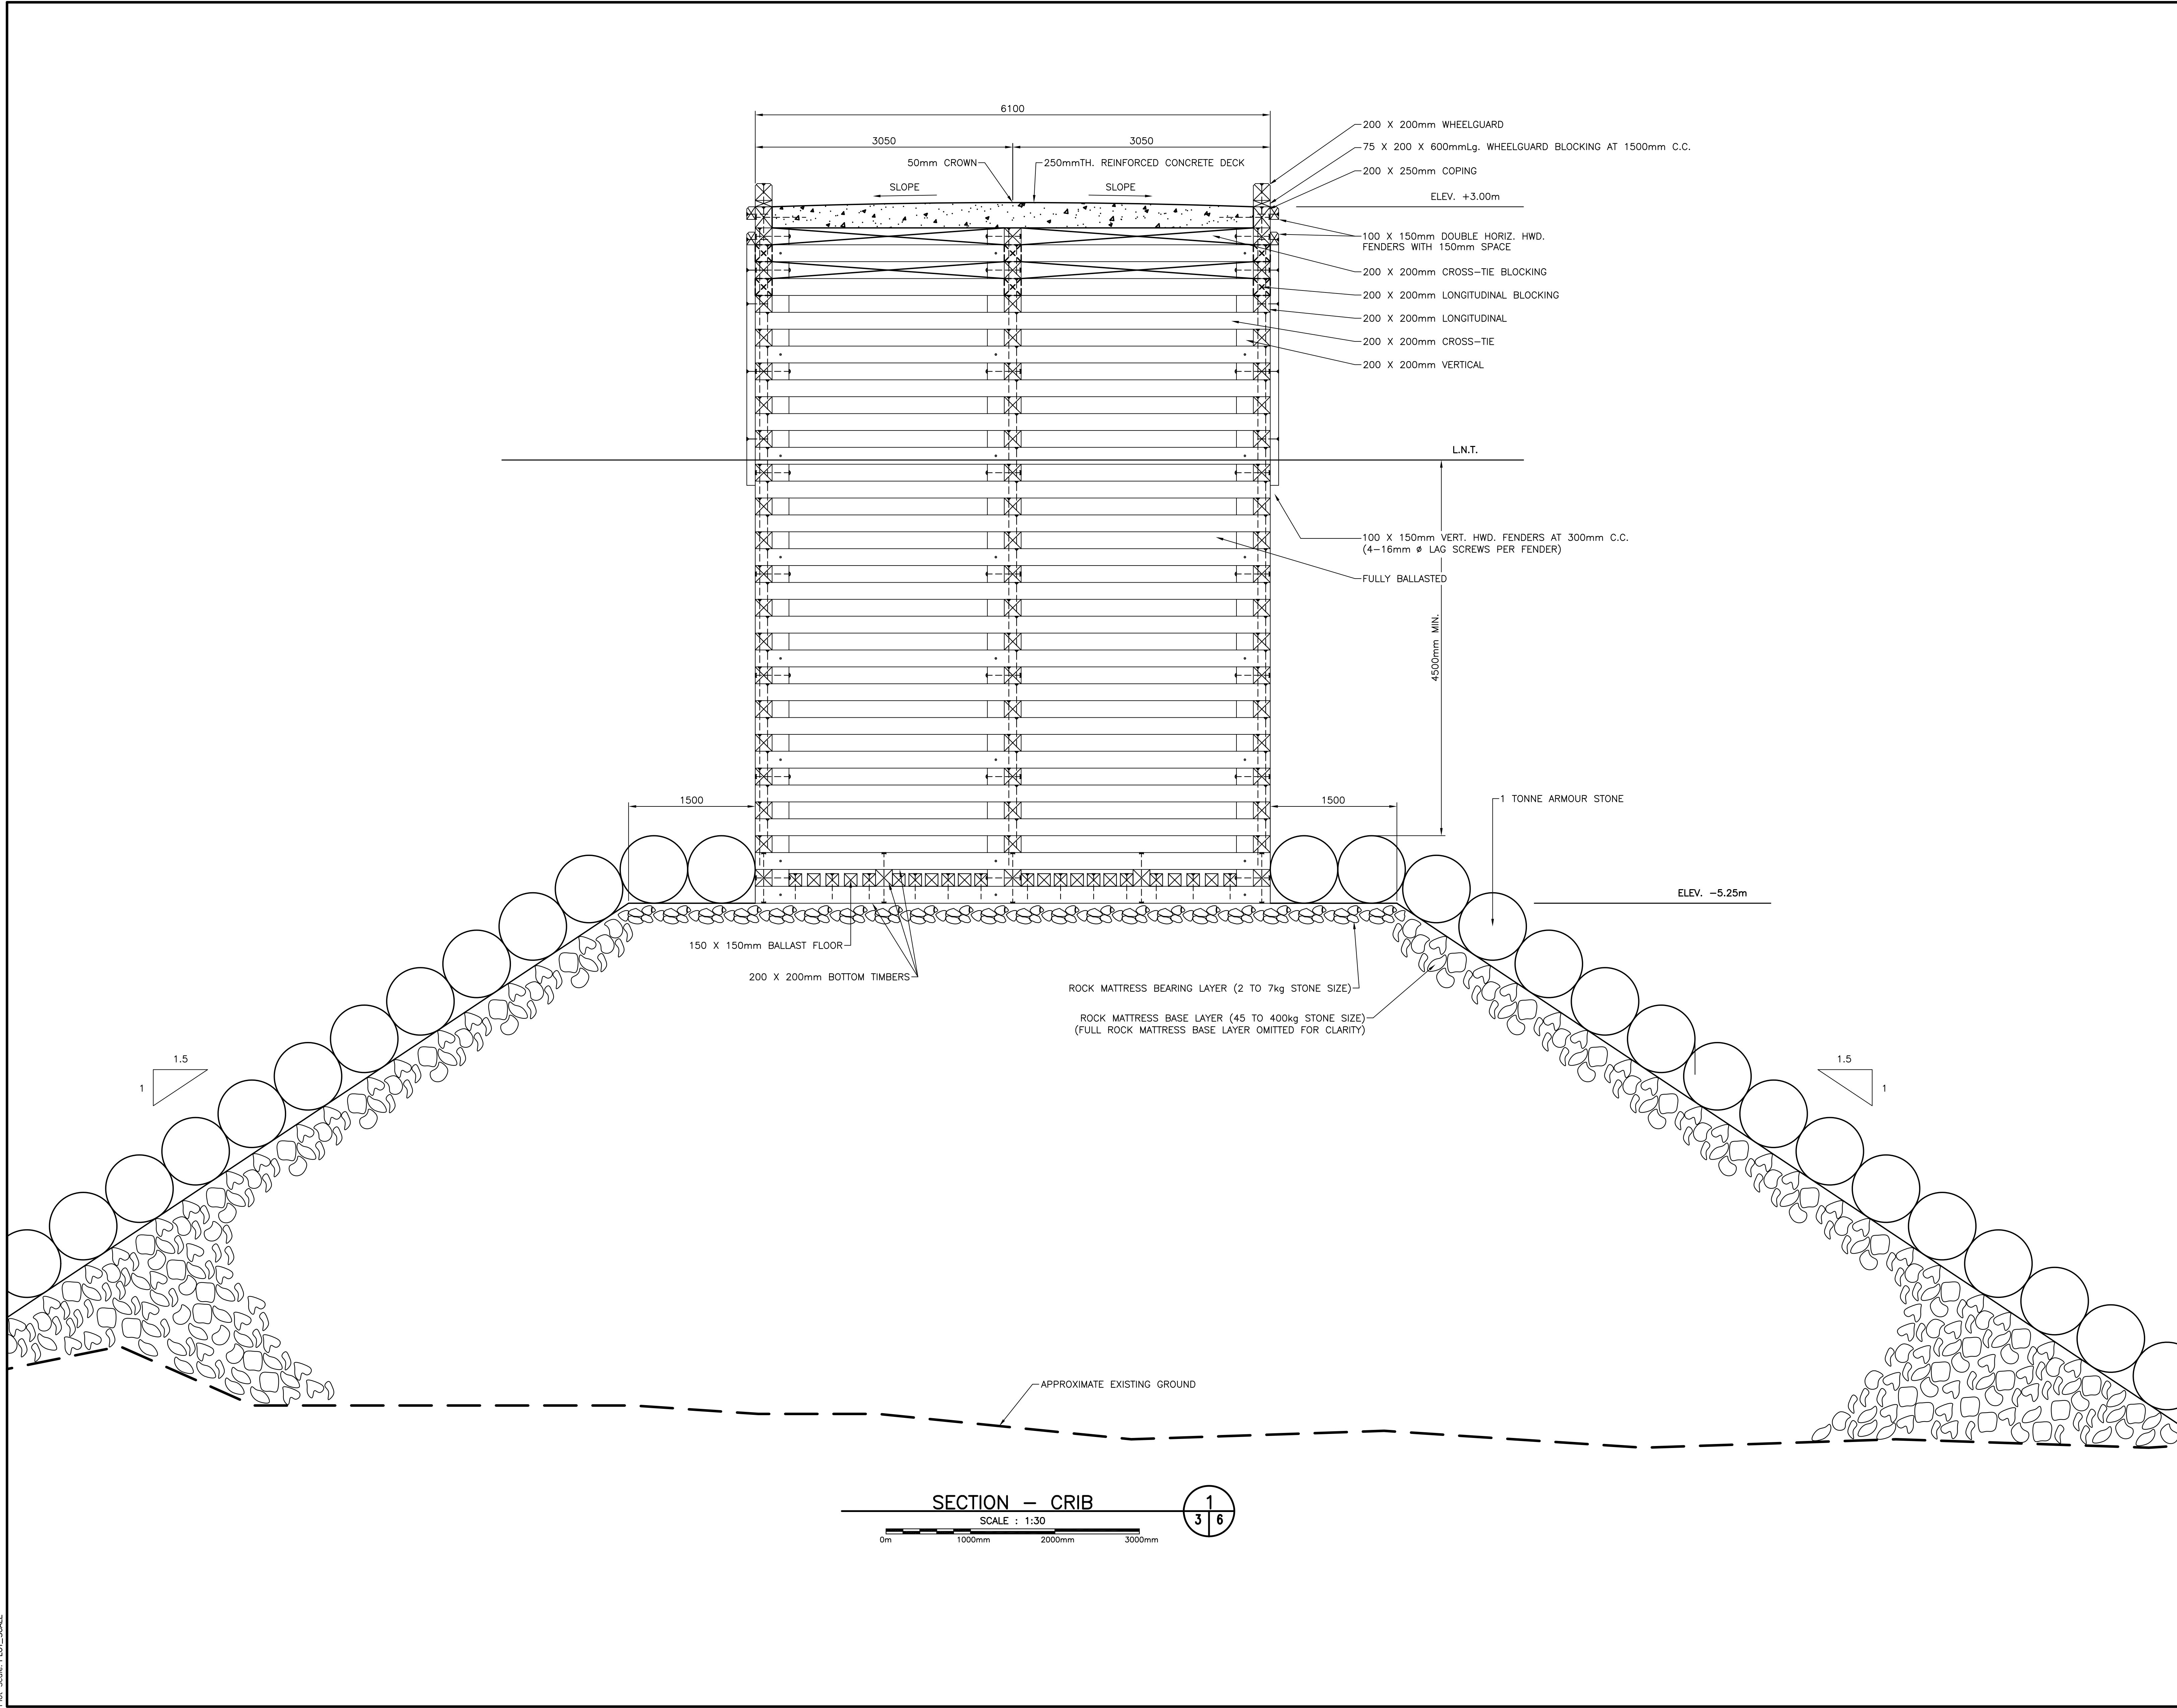 6100
3050
3050
50mm CROWN
250mmTH. REINFORCED CONCRETE DECK
SLOPE
SLOPE
200 X 200mm WHEELGUARD
75 X 200 X 600mmLg. WHEELGUARD BLOCKING AT 1500mm C.C.
200 X 250mm COPING
ELEV. +3.00m
100 X 150mm DOUBLE HORIZ. HWD.
FENDERS WITH 150mm SPACE
200 X 200mm CROSS-TIE BLOCKING
200 X 200mm LONGITUDINAL BLOCKING
200 X 200mm LONGITUDINAL
200 X 200mm CROSS-TIE
200 X 200mm VERTICAL
L.N.T.
100 X 150mm VERT. HWD. FENDERS AT 300mm C.C.
(4-16mm ø LAG SCREWS PER FENDER)
FULLY BALLASTED
4500mm MIN.
1500
1500
1 TONNE ARMOUR STONE
ELEV. -5.25m
150 X 150mm BALLAST FLOOR
200 X 200mm BOTTOM TIMBERS
ROCK MATTRESS BEARING LAYER (2 TO 7kg STONE SIZE)
ROCK MATTRESS BASE LAYER (45 TO 400kg STONE SIZE)
(FULL ROCK MATTRESS BASE LAYER OMITTED FOR CLARITY)
1.5
1
1.5
1
APPROXIMATE EXISTING GROUND
SECTION - CRIB
1
3 6
SCALE : 1:30
0m 1000mm 2000mm 3000mm